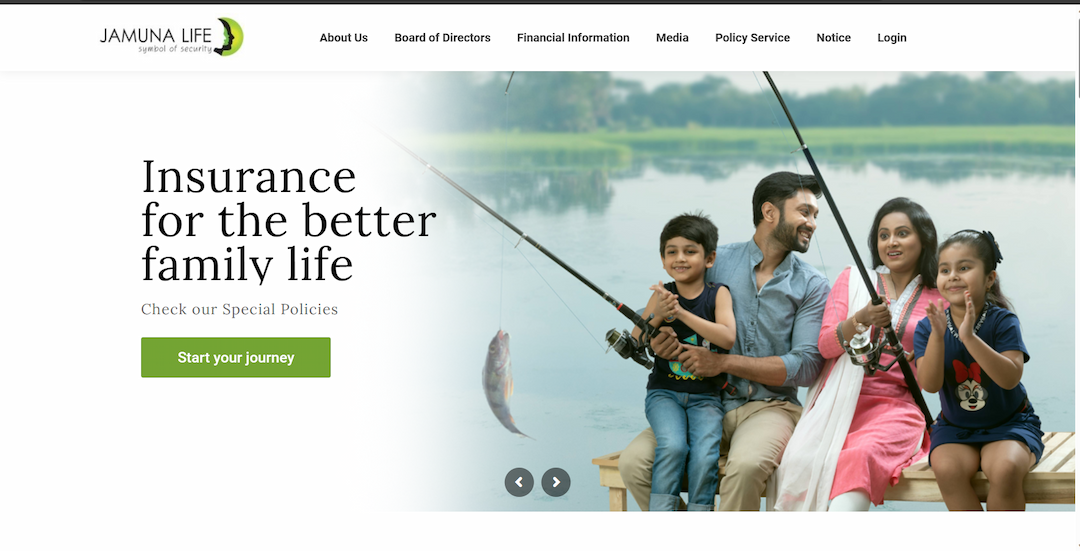 JAMUNA LIFE
symbol of security
About Us
Board of Directors
Financial Information
Media
Policy Service
Notice
Login
Insurance
for the better
family life
Check our Special Policies
Start your journey